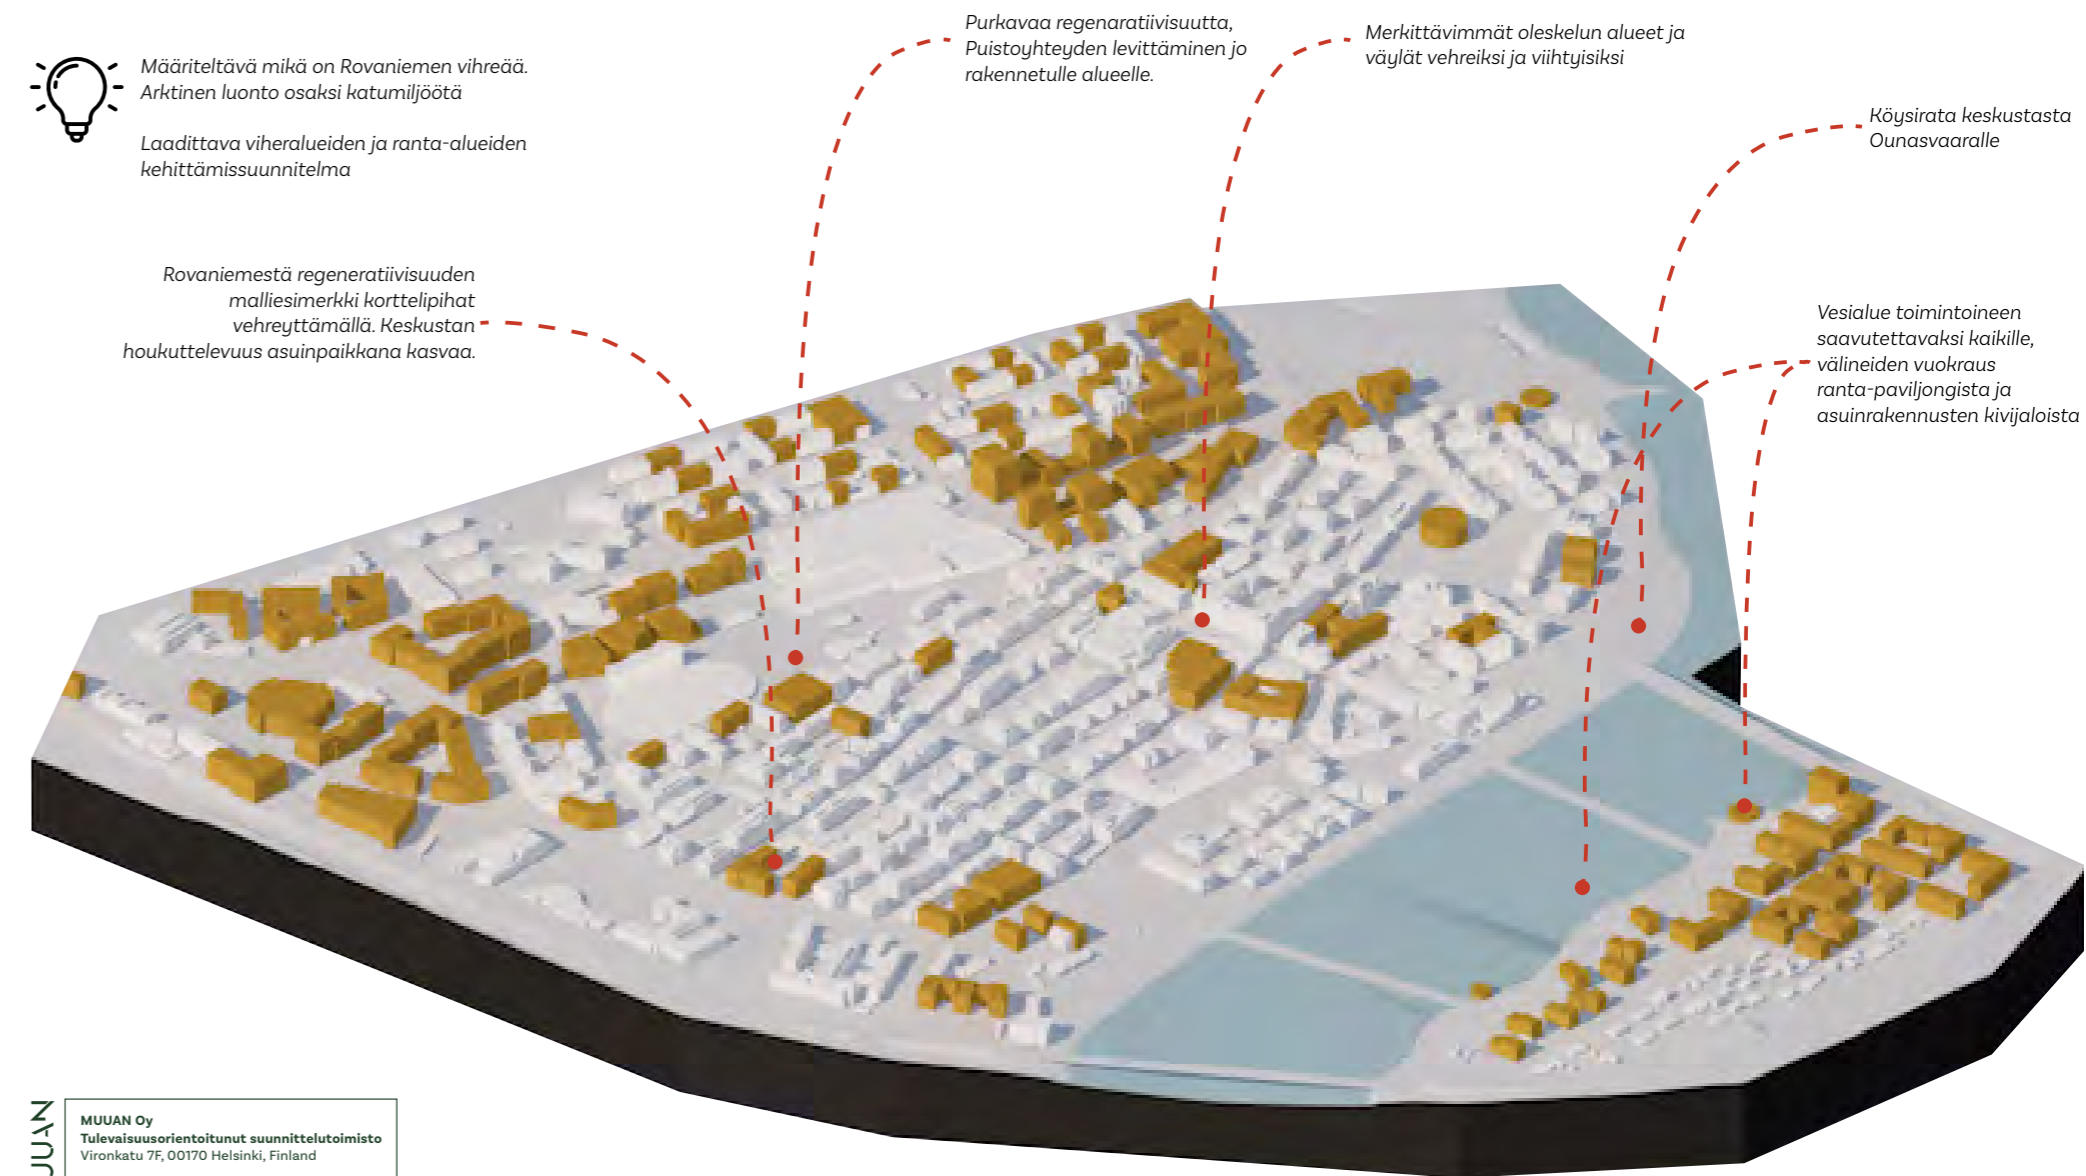 Määriteltävä mikä on Rovaniemen vihreää.
Arktinen luonto osaksi katumiljöötä
Laadittava viheralueiden ja ranta-alueiden
kehittämissuunnitelma
Purkavaa regenaratiivisuutta,
Puistoyhteyden levittäminen jo
rakennetulle alueelle.
Merkittävimmät oleskelun alueet ja
väylät vehreiksi ja viihtyisiksi
Köysirata keskustasta
Ounasvaaralle
Rovaniemestä regeneratiivisuuden
malliesimerkki korttelipihat
vehreyttämällä. Keskustan
houkuttelevuus asuinpaikkana kasvaa.
Vesialue toimintoineen
saavutettavaksi kaikille,
välineiden vuokraus
ranta-paviljongista ja
asuinrakennusten kivijaloista
MUUAN Oy
Tulevaisuusorientoitunut suunnittelutoimisto
Vironkatu 7F, 00170 Helsinki, Finland